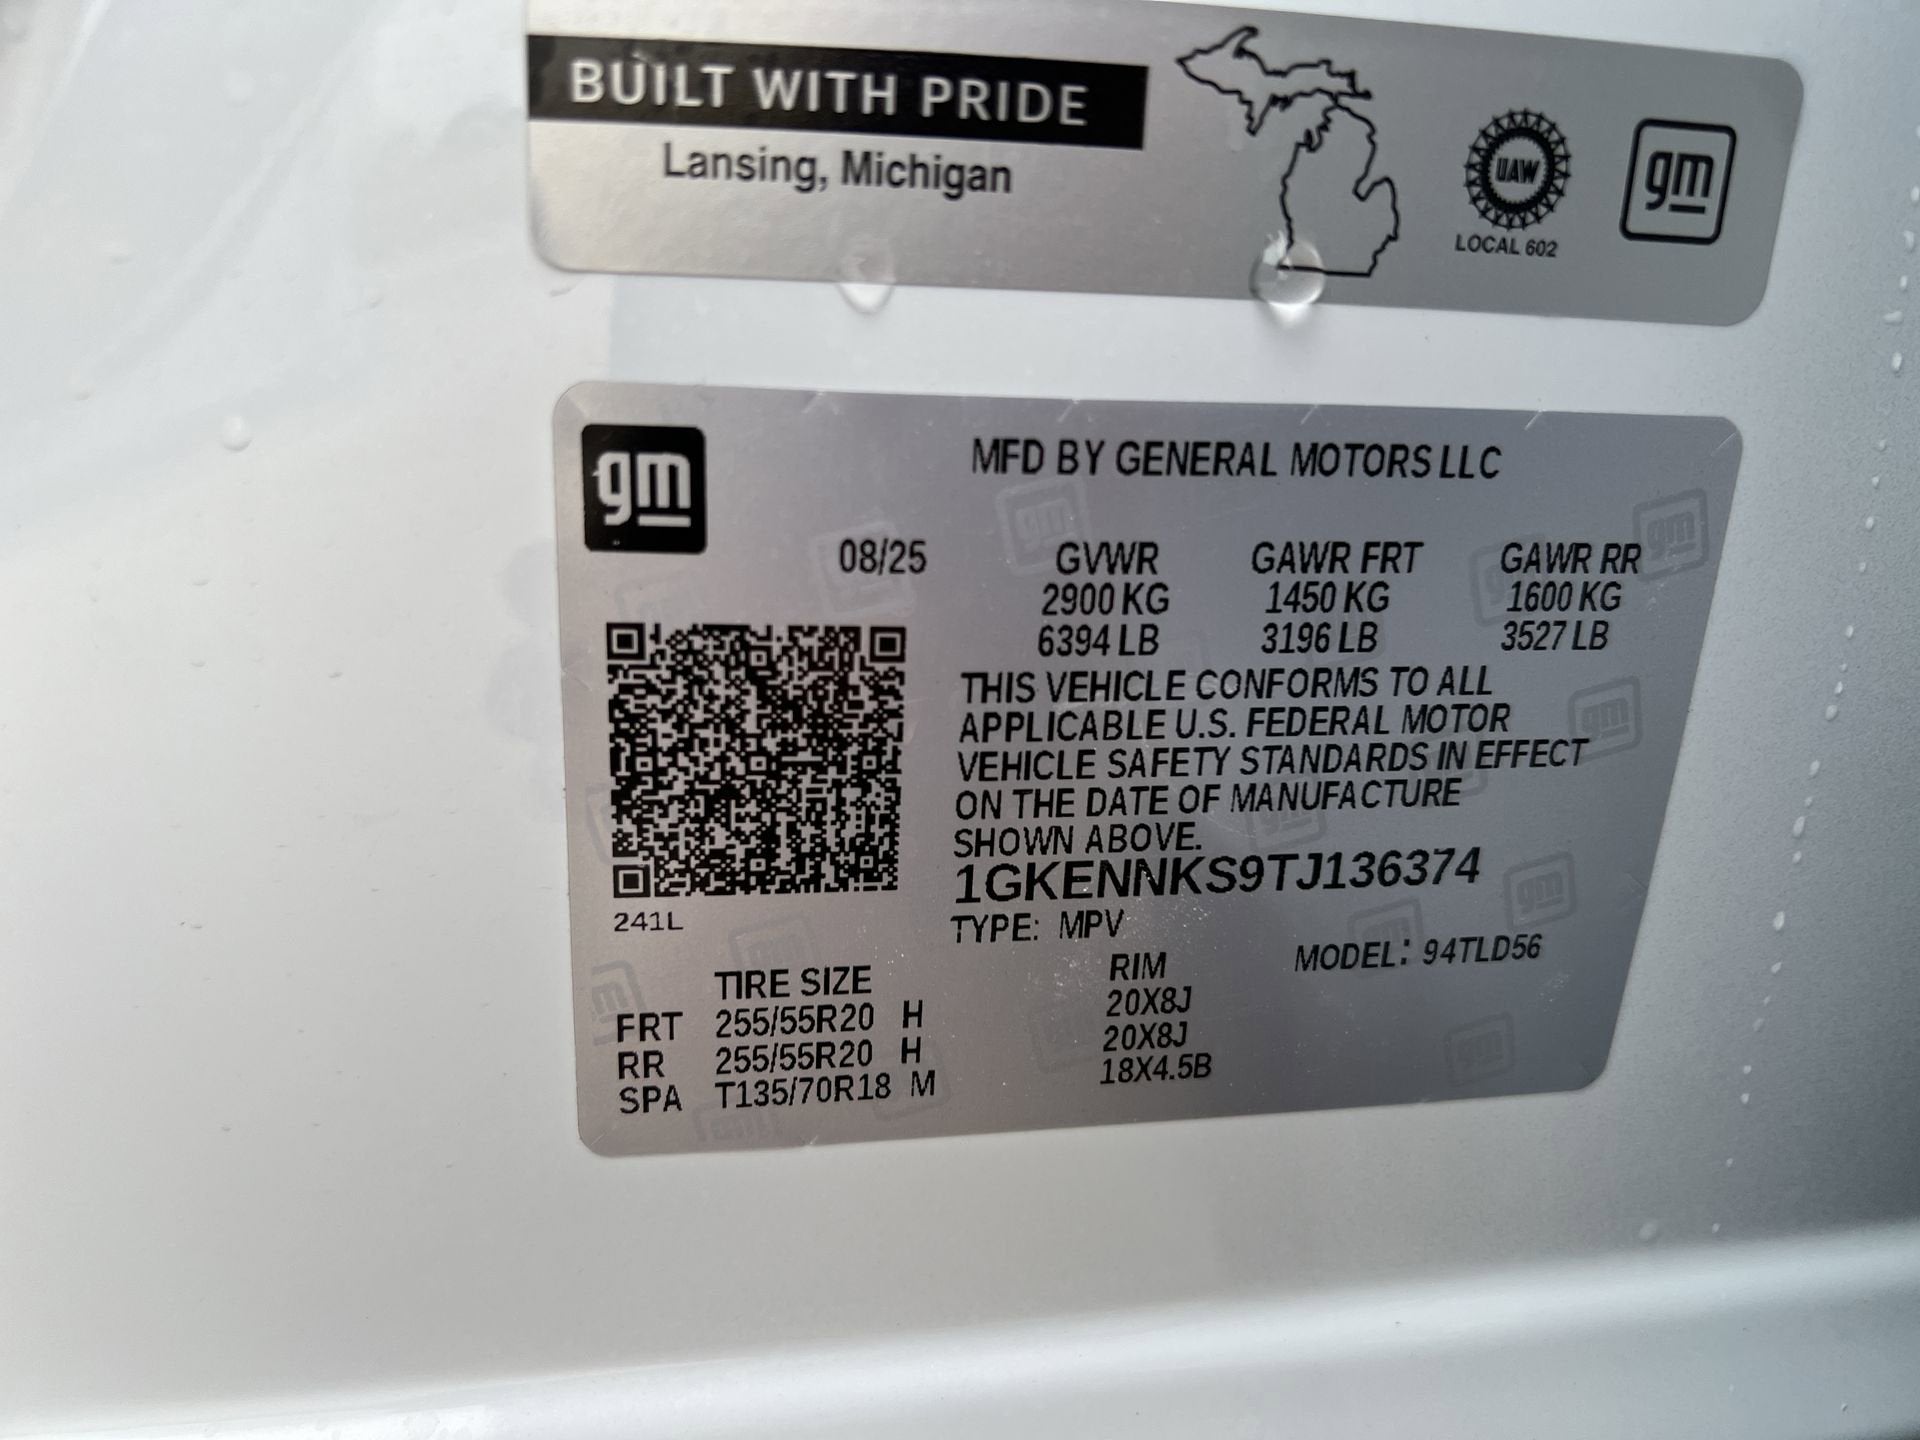 BUILT WITH PRIDE
Lansing, Michigan
UAW
LOCAL 602
gm
gm
MFD BY GENERAL MOTORS LLC
08/25 GVWR GAWR FRT GAWR RR
2900 KG 1450 KG 1600 KG
6394 LB 3196 LB 3527 LB
THIS VEHICLE CONFORMS TO ALL
APPLICABLE U.S. FEDERAL MOTOR
VEHICLE SAFETY STANDARDS IN EFFECT
ON THE DATE OF MANUFACTURE
SHOWN ABOVE.
1GKENNKS9TJ136374
241L
TYPE: MPV
MODEL: 94TLD56
TIRE SIZE RIM
FRT 255/55R20 H 20X8J
RR 255/55R20 H 20X8J
SPA T135/70R18 M 18X4.5B